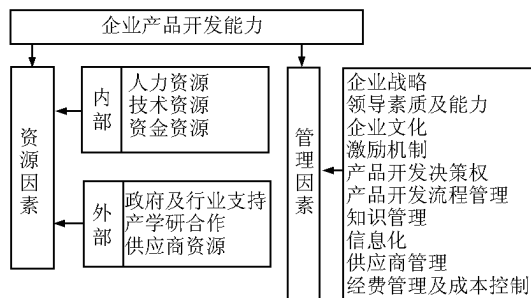 企业产品开发能力
资源因素
内部
人力资源
技术资源
资金资源
外部
政府及行业支持
产学研合作
供应商资源
管理因素
企业战略
领导素质及能力
企业文化
激励机制
产品开发决策权
产品开发流程管理
知识管理
信息化
供应商管理
经费管理及成本控制